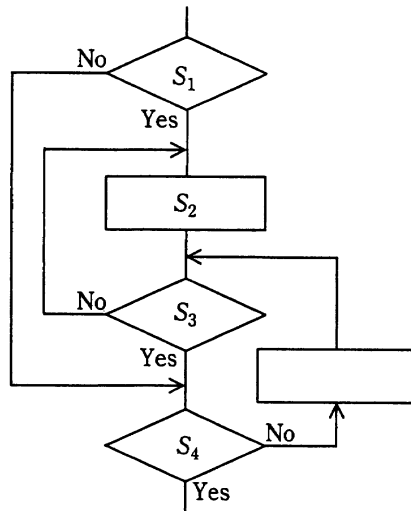 No
S₁
Yes
S₂
No
S₃
Yes
S₄
No
Yes